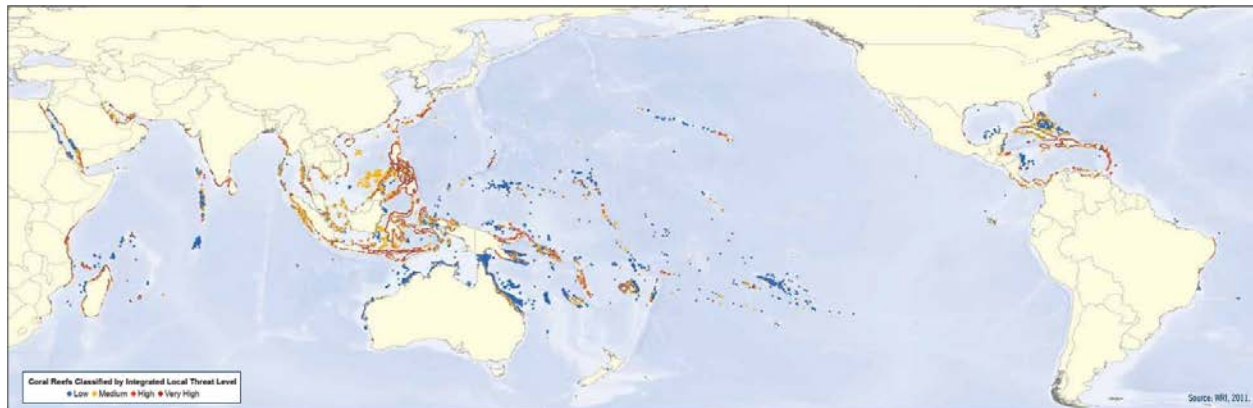 Coral Reefs Classified by Integrated Local Threat Level
Low Medium High Very High
Source: WRI, 2011.